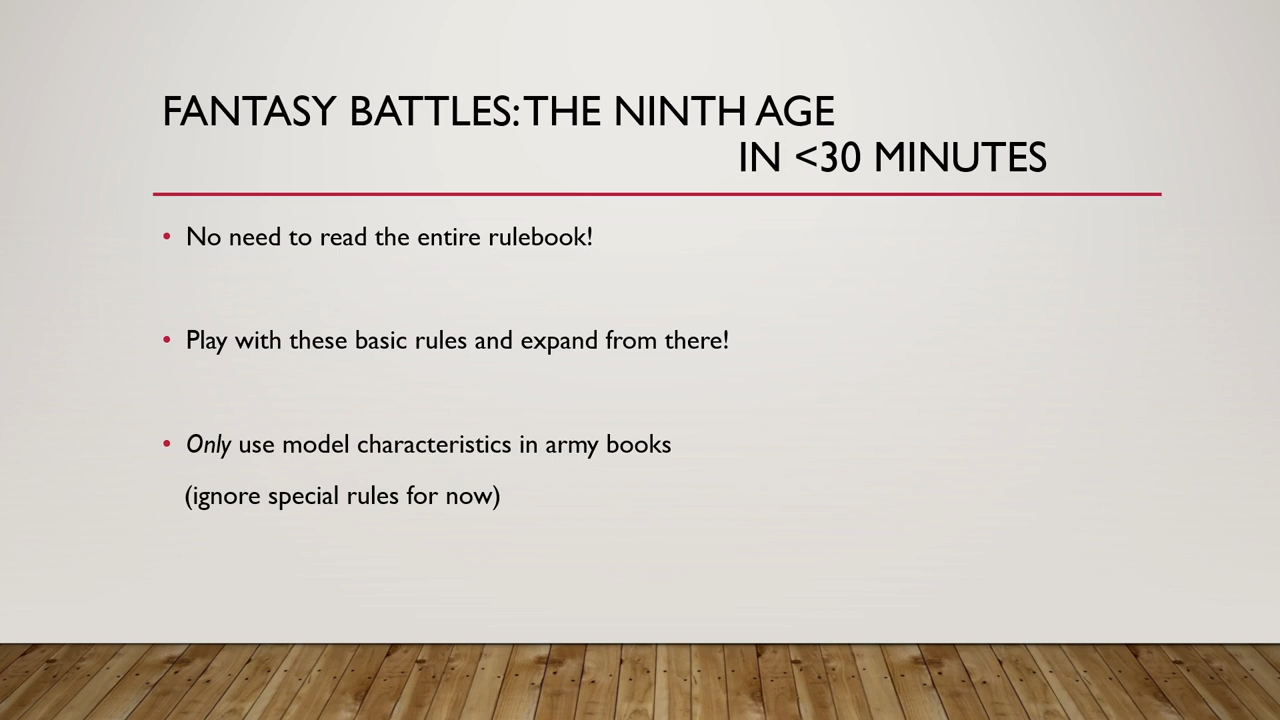 FANTASY BATTLES: THE NINTH AGE
IN <30 MINUTES
• No need to read the entire rulebook!
• Play with these basic rules and expand from there!
• Only use model characteristics in army books
(ignore special rules for now)